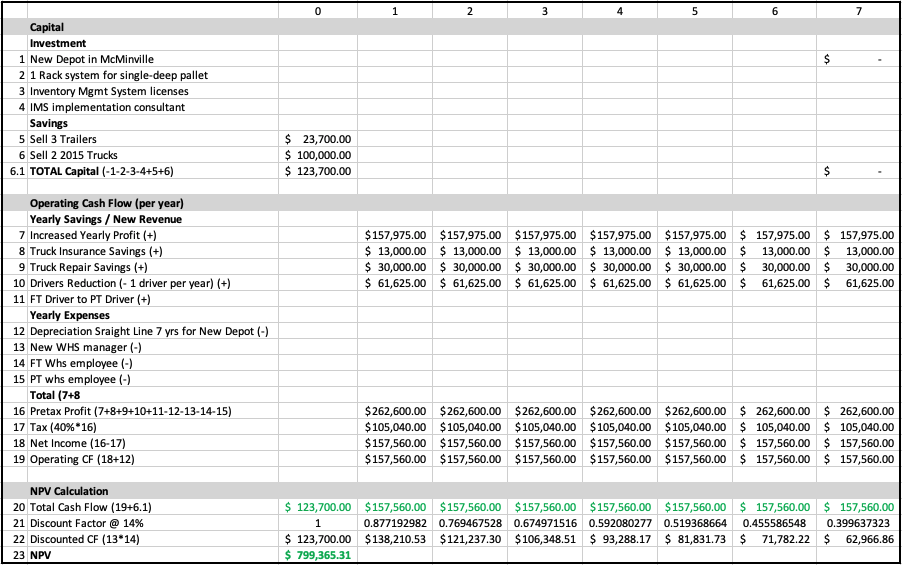 0 1 2 3 4 5 6 7
Capital
Investment
1 New Depot in McMinville $ -
2 1 Rack system for single-deep pallet
3 Inventory Mgmt System licenses
4 IMS implementation consultant
Savings
5 Sell 3 Trailers $ 23,700.00
6 Sell 2 2015 Trucks $ 100,000.00
6.1 TOTAL Capital (-1-2-3-4+5+6) $ 123,700.00 $ -
Operating Cash Flow (per year)
Yearly Savings / New Revenue
7 Increased Yearly Profit (+) $157,975.00 $157,975.00 $157,975.00 $157,975.00 $157,975.00 $ 157,975.00 $ 157,975.00
8 Truck Insurance Savings (+) $ 13,000.00 $ 13,000.00 $ 13,000.00 $ 13,000.00 $ 13,000.00 $ 13,000.00 $ 13,000.00
9 Truck Repair Savings (+) $ 30,000.00 $ 30,000.00 $ 30,000.00 $ 30,000.00 $ 30,000.00 $ 30,000.00 $ 30,000.00
10 Drivers Reduction (- 1 driver per year) (+) $ 61,625.00 $ 61,625.00 $ 61,625.00 $ 61,625.00 $ 61,625.00 $ 61,625.00 $ 61,625.00
11 FT Driver to PT Driver (+)
Yearly Expenses
12 Depreciation Sraight Line 7 yrs for New Depot (-)
13 New WHS manager (-)
14 FT Whs employee (-)
15 PT whs employee (-)
Total (7+8
16 Pretax Profit (7+8+9+10+11-12-13-14-15) $262,600.00 $262,600.00 $262,600.00 $262,600.00 $262,600.00 $ 262,600.00 $ 262,600.00
17 Tax (40%*16) $105,040.00 $105,040.00 $105,040.00 $105,040.00 $105,040.00 $ 105,040.00 $ 105,040.00
18 Net Income (16-17) $157,560.00 $157,560.00 $157,560.00 $157,560.00 $157,560.00 $ 157,560.00 $ 157,560.00
19 Operating CF (18+12) $157,560.00 $157,560.00 $157,560.00 $157,560.00 $157,560.00 $ 157,560.00 $ 157,560.00
NPV Calculation
20 Total Cash Flow (19+6.1) $ 123,700.00 $157,560.00 $157,560.00 $157,560.00 $157,560.00 $157,560.00 $ 157,560.00 $ 157,560.00
21 Discount Factor @ 14% 1 0.877192982 0.769467528 0.674971516 0.592080277 0.519368664 0.455586548 0.399637323
22 Discounted CF (13*14) $ 123,700.00 $138,210.53 $121,237.30 $106,348.51 $ 93,288.17 $ 81,831.73 $ 71,782.22 $ 62,966.86
23 NPV $ 799,365.31